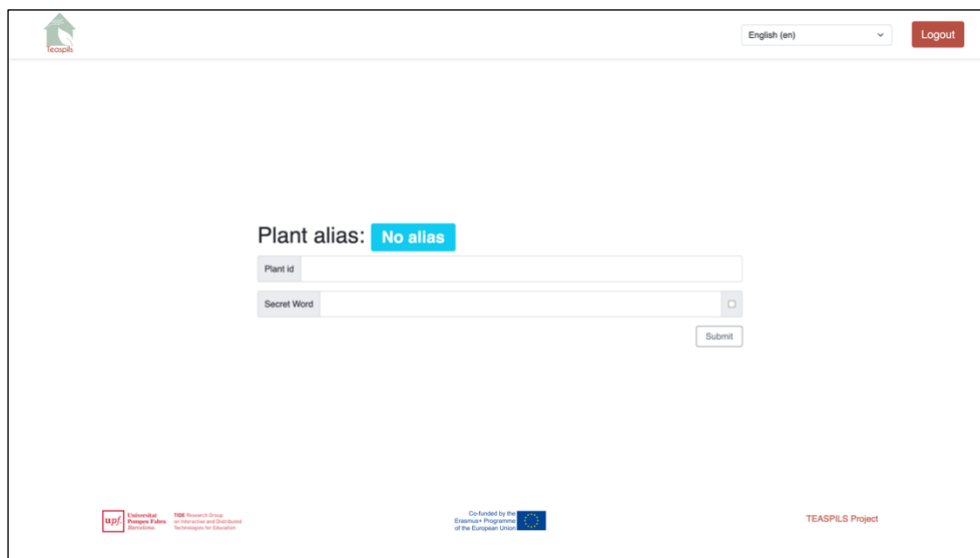 Teaspils
English (en)
Logout
Plant alias: No alias
Plant id
Secret Word
Submit
upf. Universitat
Pompeu Fabra
Barcelona
TIDE Research Group
on Interactive and Distributed
Technologies for Education
Co-funded by the
Erasmus+ Programme
of the European Union
TEASPILS Project